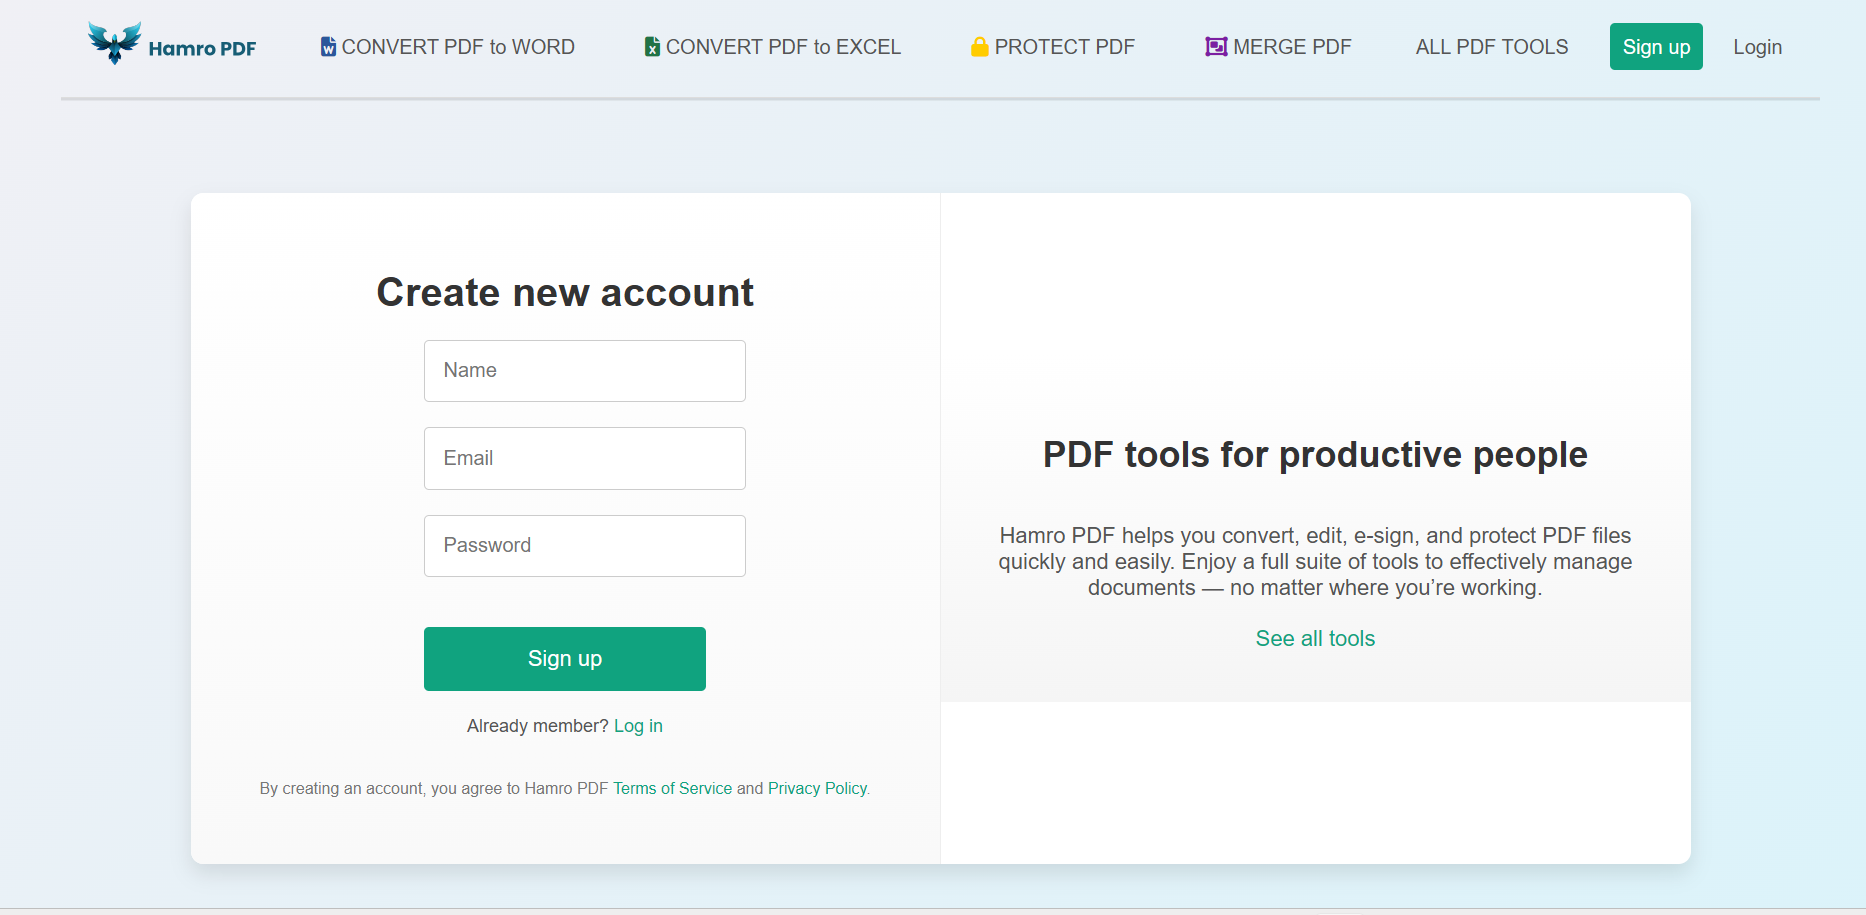 Hamro PDF
CONVERT PDF to WORD
CONVERT PDF to EXCEL
PROTECT PDF
MERGE PDF
ALL PDF TOOLS
Sign up
Login
Create new account
Name
Email
Password
Sign up
Already member? Log in
By creating an account, you agree to Hamro PDF Terms of Service and Privacy Policy.
PDF tools for productive people
Hamro PDF helps you convert, edit, e-sign, and protect PDF files
quickly and easily. Enjoy a full suite of tools to effectively manage
documents — no matter where you’re working.
See all tools